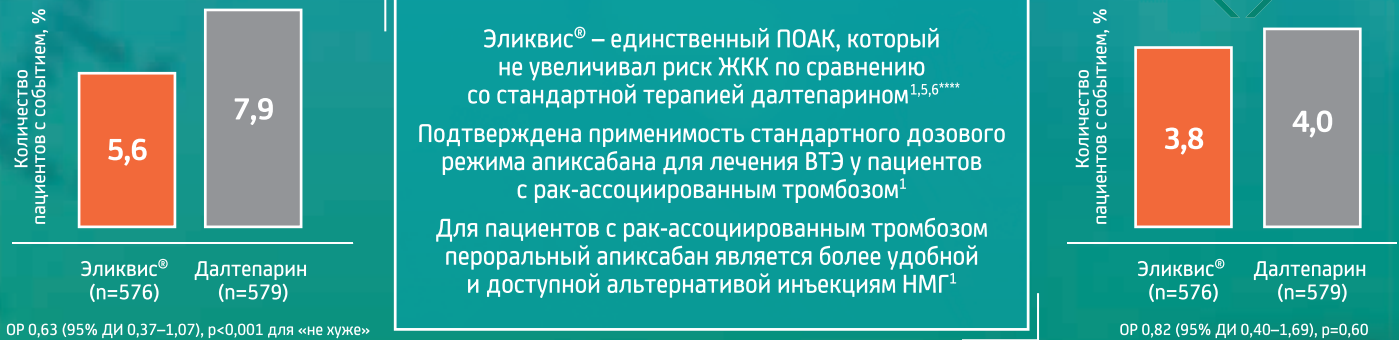 Количество
пациентов с событием, %
5,6
7,9
Эликвис®
(n=576)
Далтепарин
(n=579)
ОР 0,63 (95% ДИ 0,37–1,07), p<0,001 для «не хуже»
Эликвис® – единственный ПОАК, который
не увеличивал риск ЖКК по сравнению
со стандартной терапией далтепарином1,5,6****
Подтверждена применимость стандартного дозового
режима апиксабана для лечения ВТЭ у пациентов
с рак-ассоциированным тромбозом1
Для пациентов с рак-ассоциированным тромбозом
пероральный апиксабан является более удобной
и доступной альтернативой инъекциям НМГ1
Количество
пациентов с событием, %
3,8
4,0
Эликвис®
(n=576)
Далтепарин
(n=579)
ОР 0,82 (95% ДИ 0,40–1,69), p=0,60